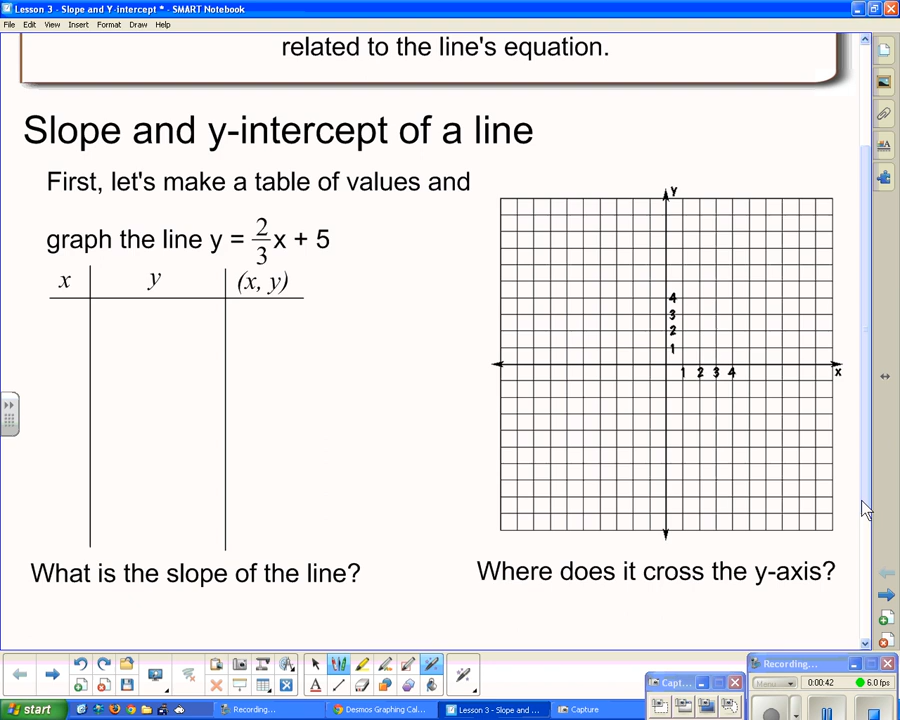 Lesson 3 - Slope and Y-intercept * - SMART Notebook
File Edit View Insert Format Draw Help
related to the line's equation.
Slope and y-intercept of a line
First, let's make a table of values and
graph the line y = 2/3x + 5
x y (x, y)
Y
4
3
2
1
1 2 3 4
x
What is the slope of the line?
Where does it cross the y-axis?
Capt...
Recording...
Menu
0:00:42
6.0 fps
start
Recording...
Desmos Graphing Cal...
Lesson 3 - Slope and ...
Capture